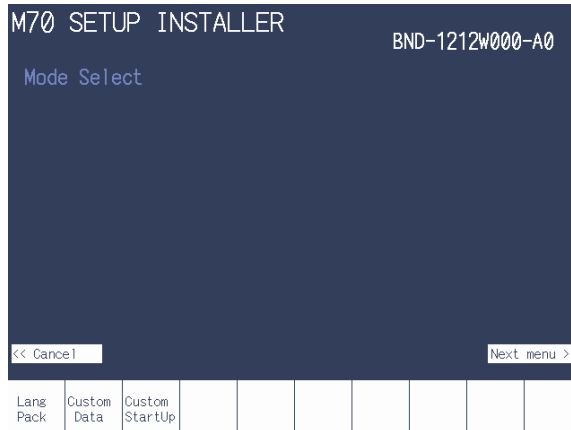 M70 SETUP INSTALLER
BND-1212W000-A0
Mode Select
<< Cancel
Next menu >
Lang Pack
Custom Data
Custom StartUp